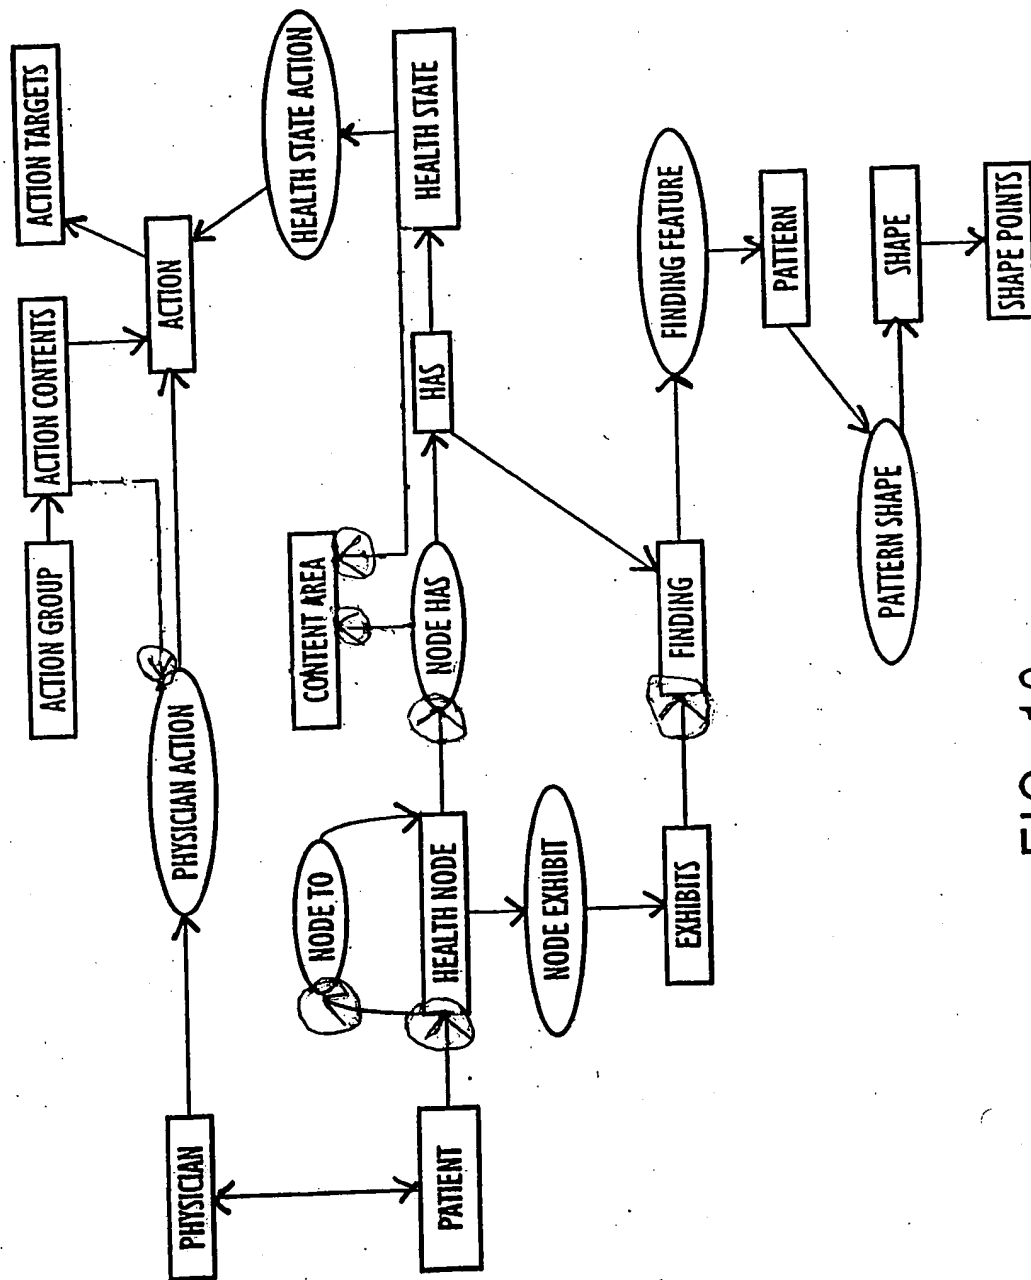 ACTION GROUP
ACTION CONTENTS
ACTION TARGETS
PHYSICIAN
PHYSICIAN ACTION
ACTION
NODE TO
CONTENT AREA
HEALTH STATE ACTION
PATIENT
HEALTH NODE
NODE HAS
HAS
HEALTH STATE
NODE EXHIBIT
EXHIBITS
FINDING
FINDING FEATURE
PATTERN
PATTERN SHAPE
SHAPE
SHAPE POINTS